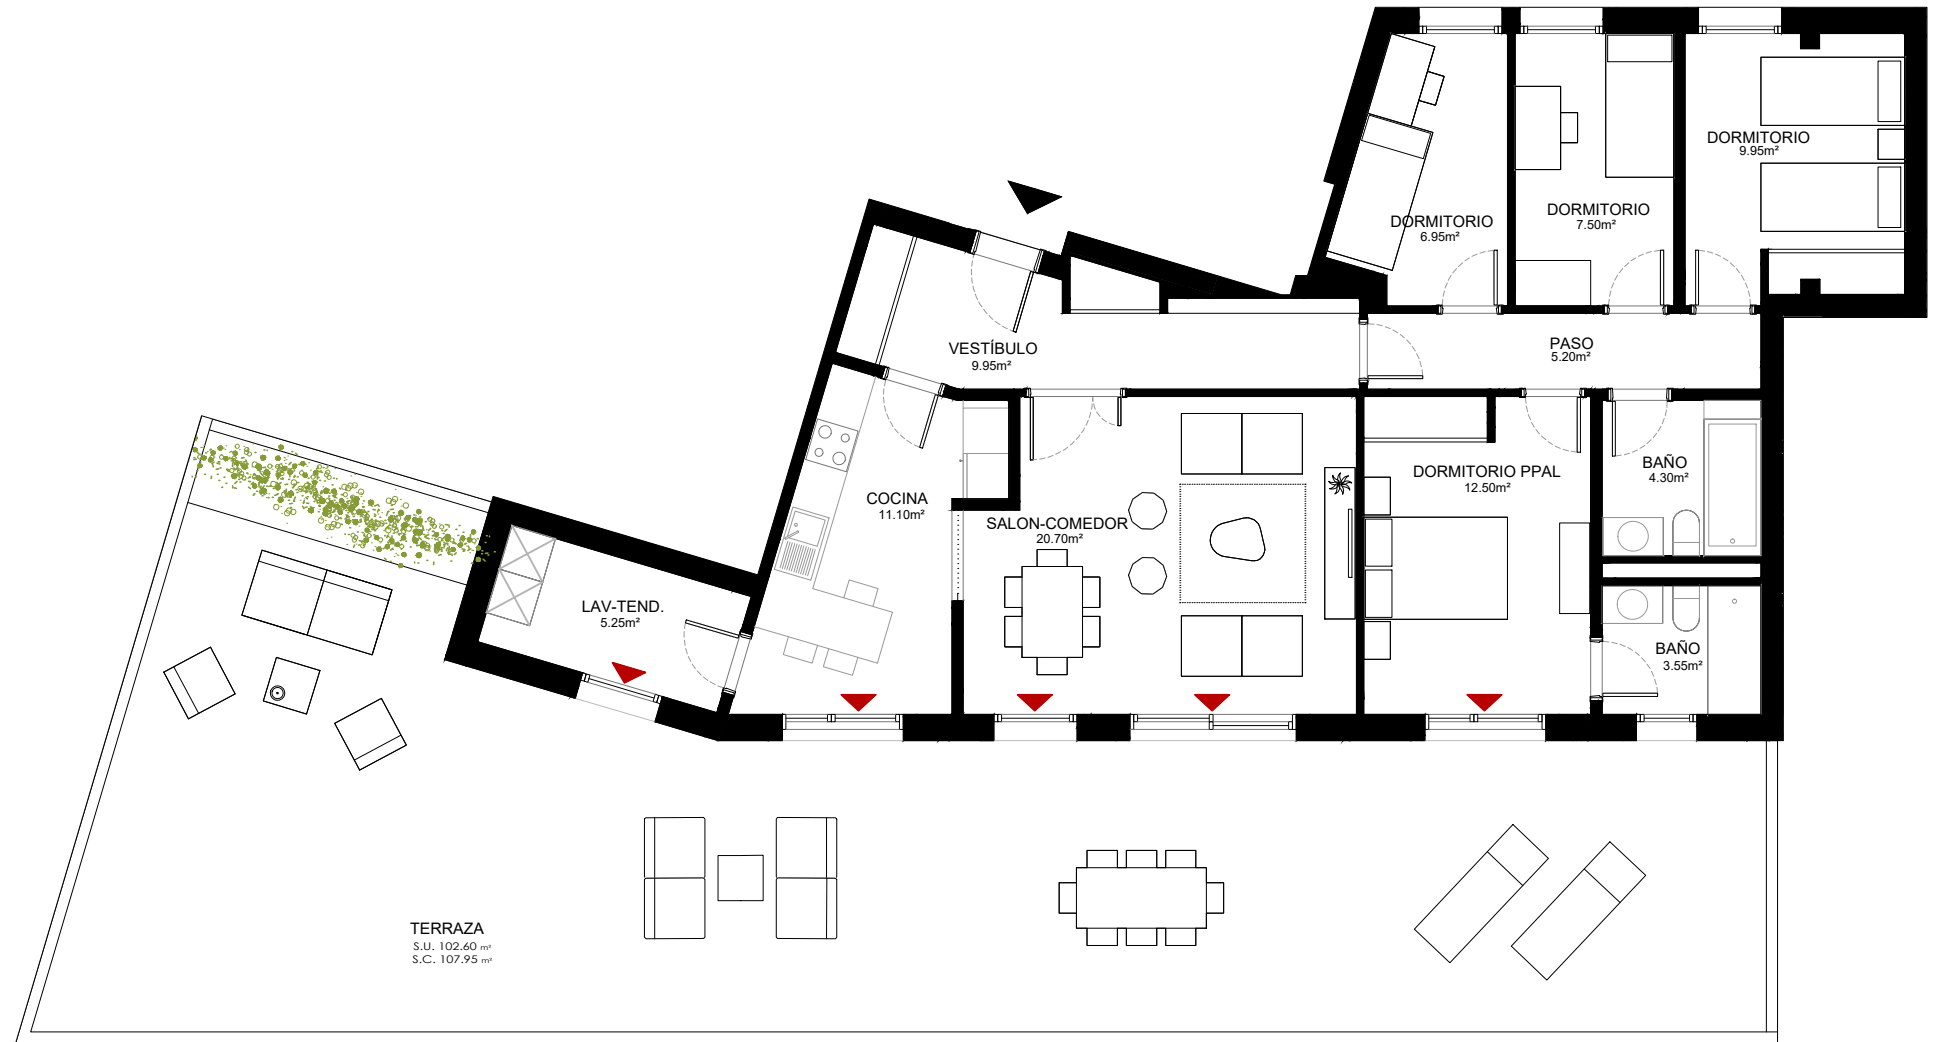 DORMITORIO
9.95m²
DORMITORIO
7.50m²
DORMITORIO
6.95m²
VESTÍBULO
9.95m²
PASO
5.20m²
BAÑO
4.30m²
DORMITORIO PPAL
12.50m²
COCINA
11.10m²
SALON-COMEDOR
20.70m²
LAV-TEND.
5.25m²
BAÑO
3.55m²
TERRAZA
S.U. 102.60 m²
S.C. 107.95 m²